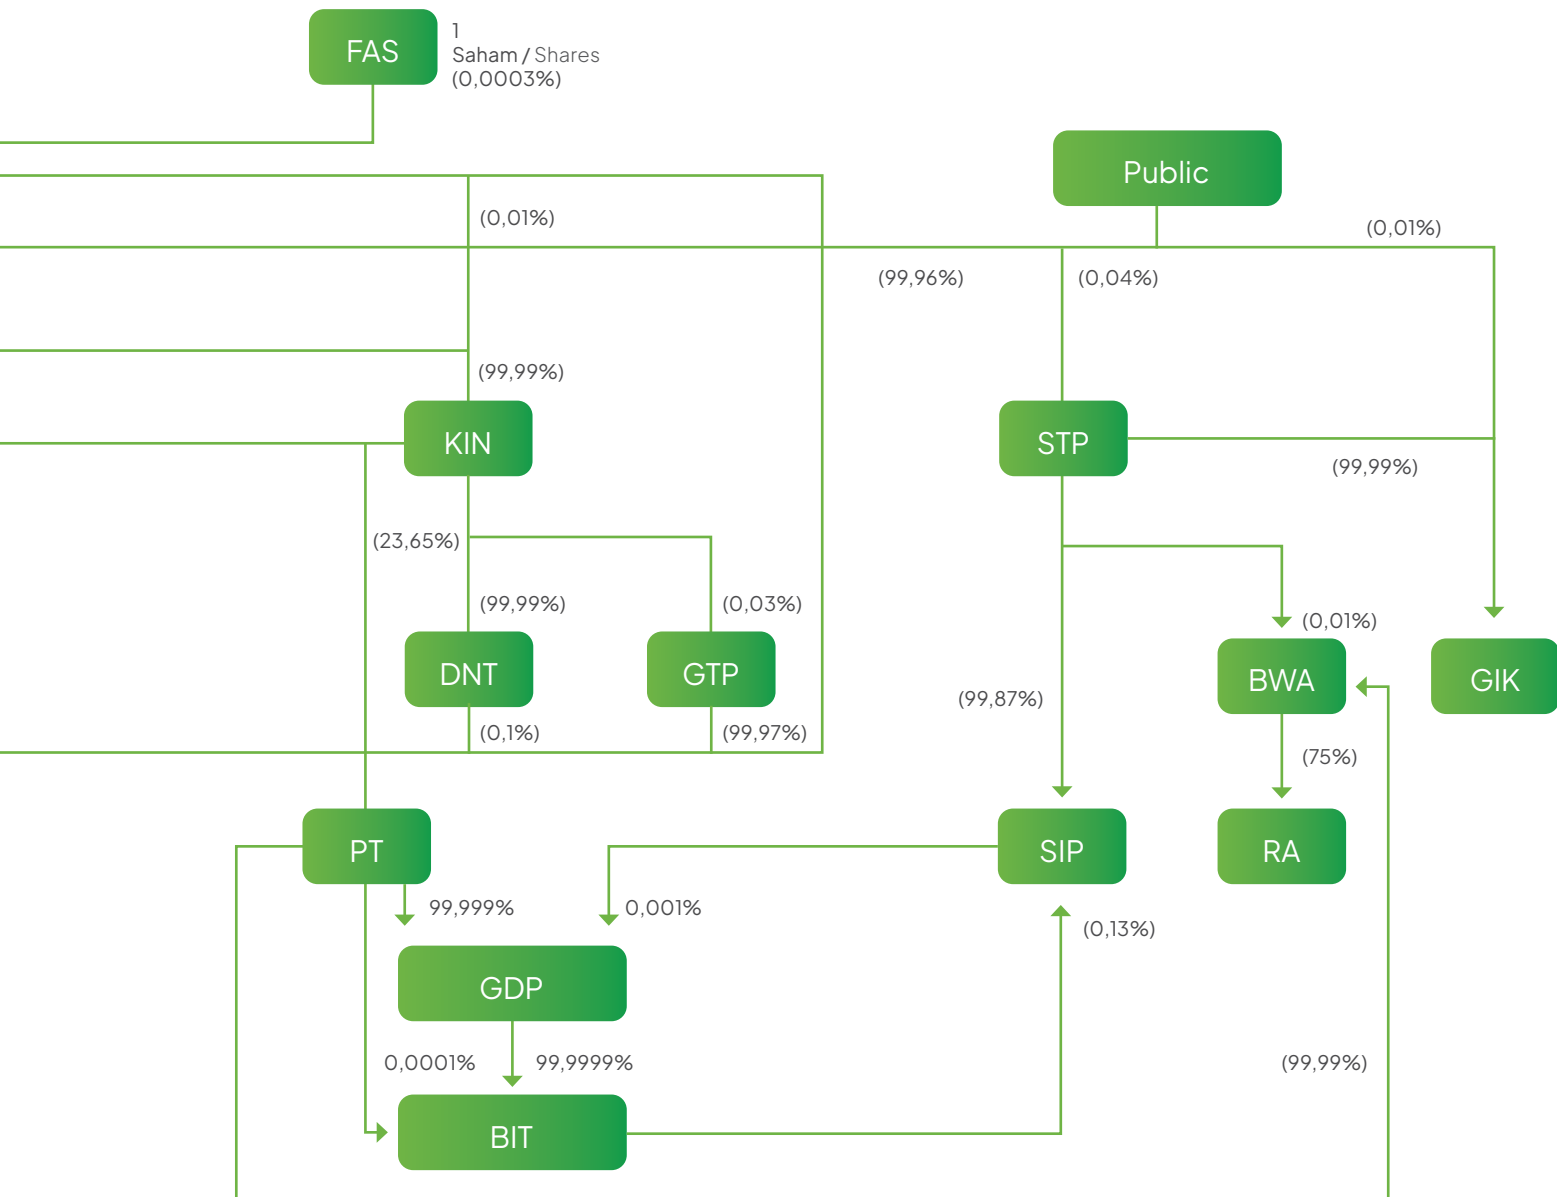 FAS
1
Saham / Shares
(0,0003%)
Public
(0,01%)
(0,01%)
(99,96%)
(0,04%)
(99,99%)
KIN
STP
(99,99%)
(23,65%)
(99,99%)
(0,03%)
(0,01%)
DNT
GTP
BWA
GIK
(99,87%)
(0,1%)
(99,97%)
(75%)
PT
SIP
RA
99,999%
0,001%
(0,13%)
GDP
0,0001%
99,9999%
(99,99%)
BIT